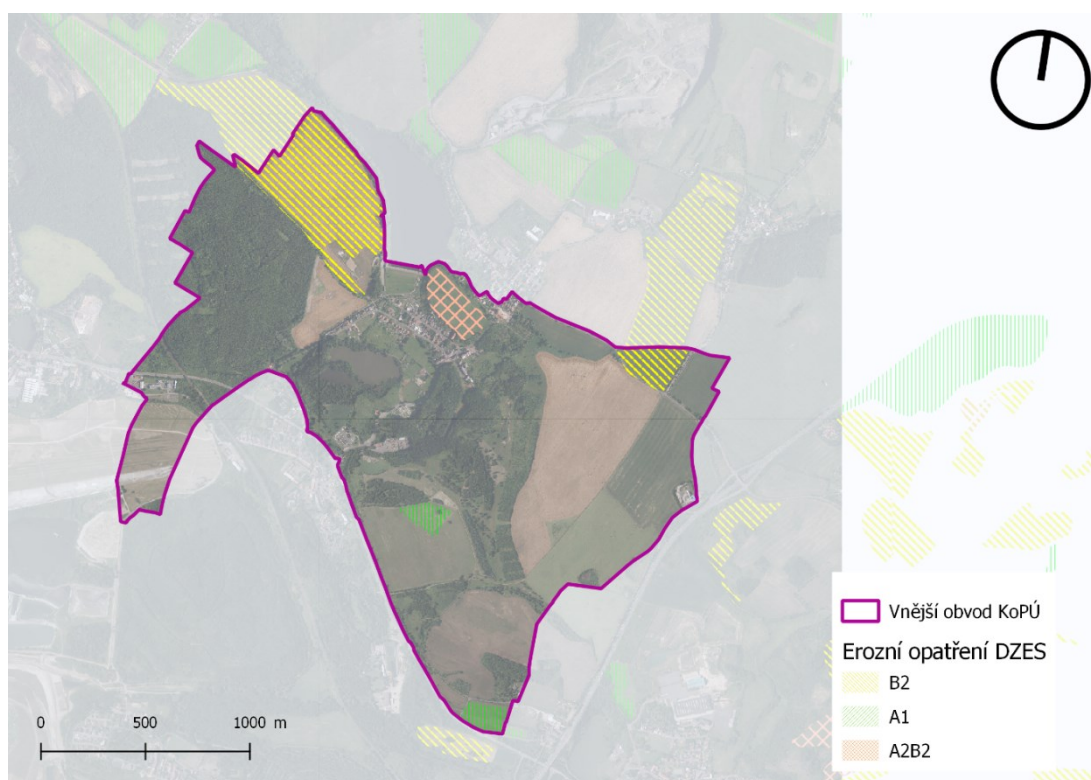 Vnější obvod KoPÚ
Erozní opatření DZES
B2
A1
A2B2
0 500 1000 m